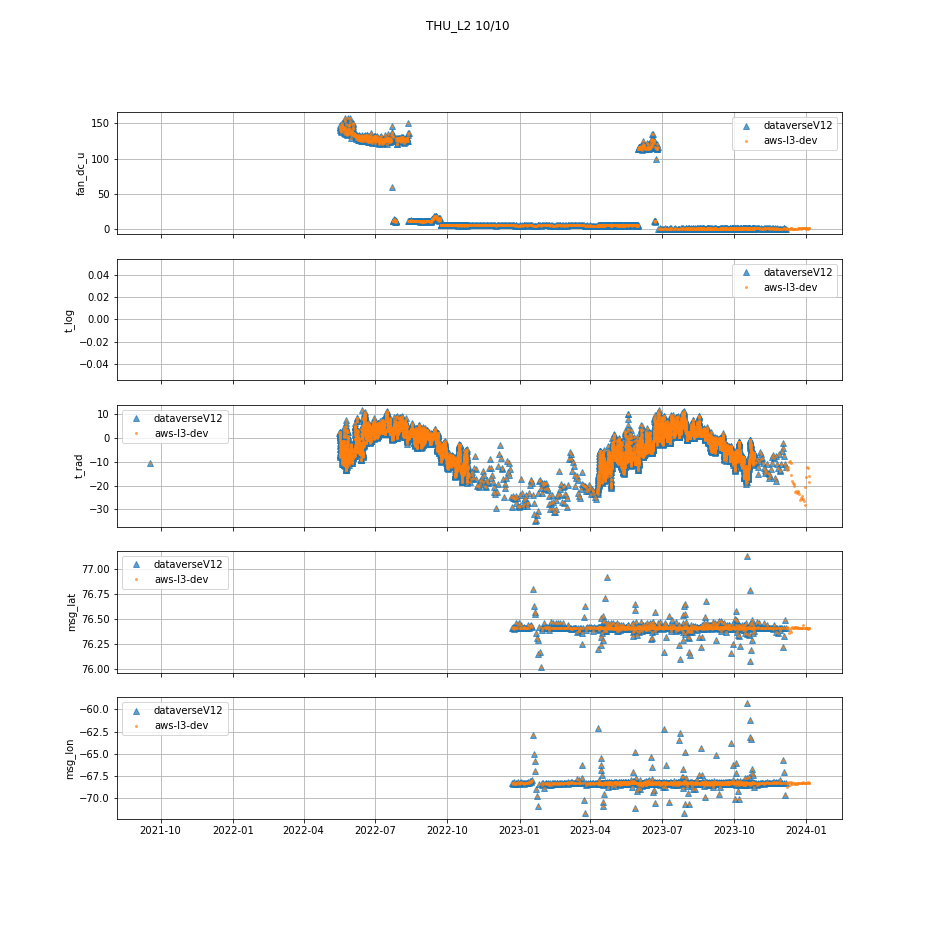 THU_L2 10/10
150
100
50
0
fan_dc_u
dataverseV12
aws-l3-dev
0.04
0.02
0.00
−0.02
−0.04
t_log
dataverseV12
aws-l3-dev
10
0
−10
−20
−30
t_rad
dataverseV12
aws-l3-dev
77.00
76.75
76.50
76.25
76.00
msg_lat
dataverseV12
aws-l3-dev
−60.0
−62.5
−65.0
−67.5
−70.0
msg_lon
dataverseV12
aws-l3-dev
2021-10 2022-01 2022-04 2022-07 2022-10 2023-01 2023-04 2023-07 2023-10 2024-01